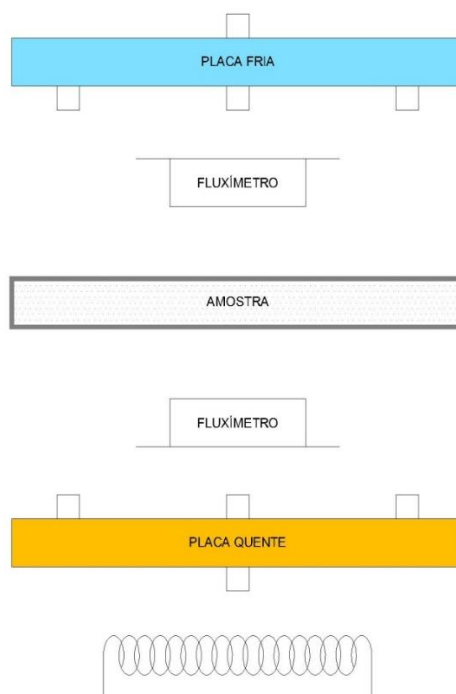 PLACA FRIA
FLUXÍMETRO
AMOSTRA
FLUXÍMETRO
PLACA QUENTE